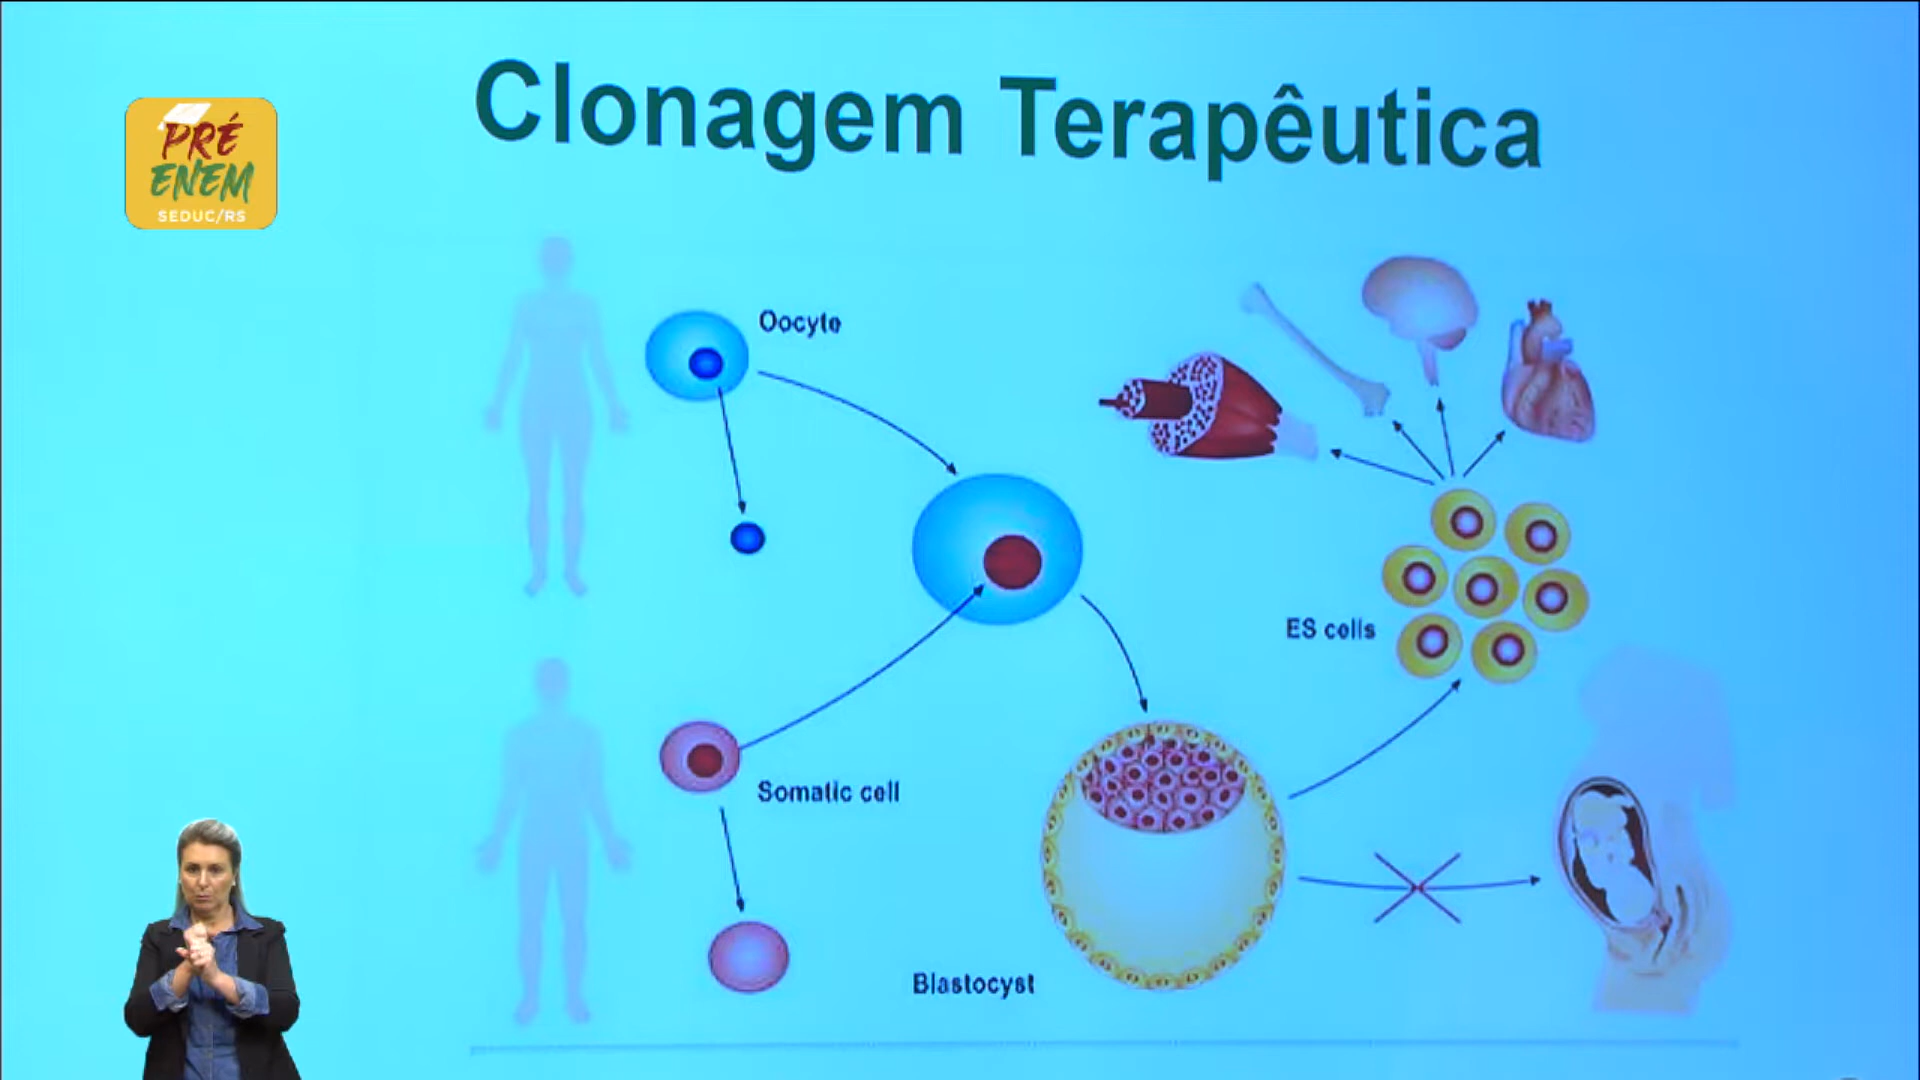 Clonagem Terapêutica
PRÉ
ENEM
SEDUC/RS
Oocyte
ES cells
Somatic cell
Blastocyst